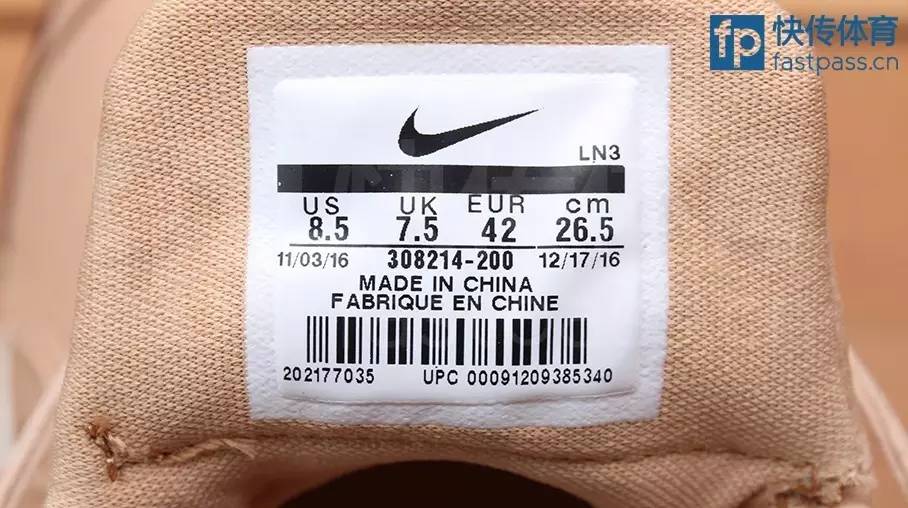 fp 快传体育
fastpass.cn
LN3
US UK EUR cm
8.5 7.5 42 26.5
11/03/16 308214-200 12/17/16
MADE IN CHINA
FABRIQUE EN CHINE
202177035 UPC 00091209385340